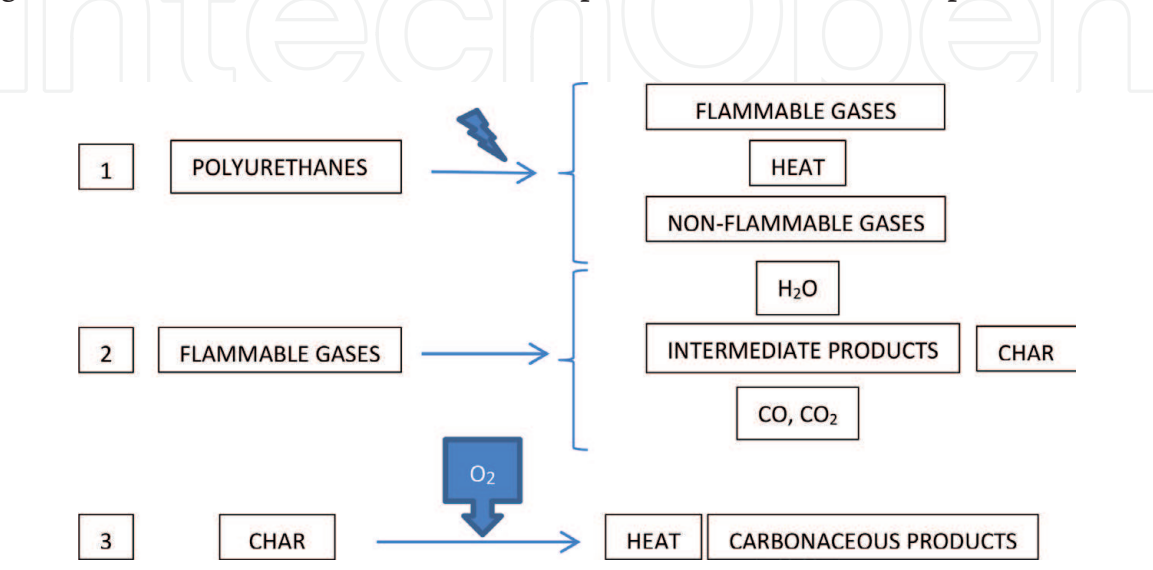 IntechOpen
FLAMMABLE GASES
1 POLYURETHANES HEAT
NON-FLAMMABLE GASES
H₂O
2 FLAMMABLE GASES INTERMEDIATE PRODUCTS CHAR
CO, CO₂
O₂
3 CHAR HEAT CARBONACEOUS PRODUCTS